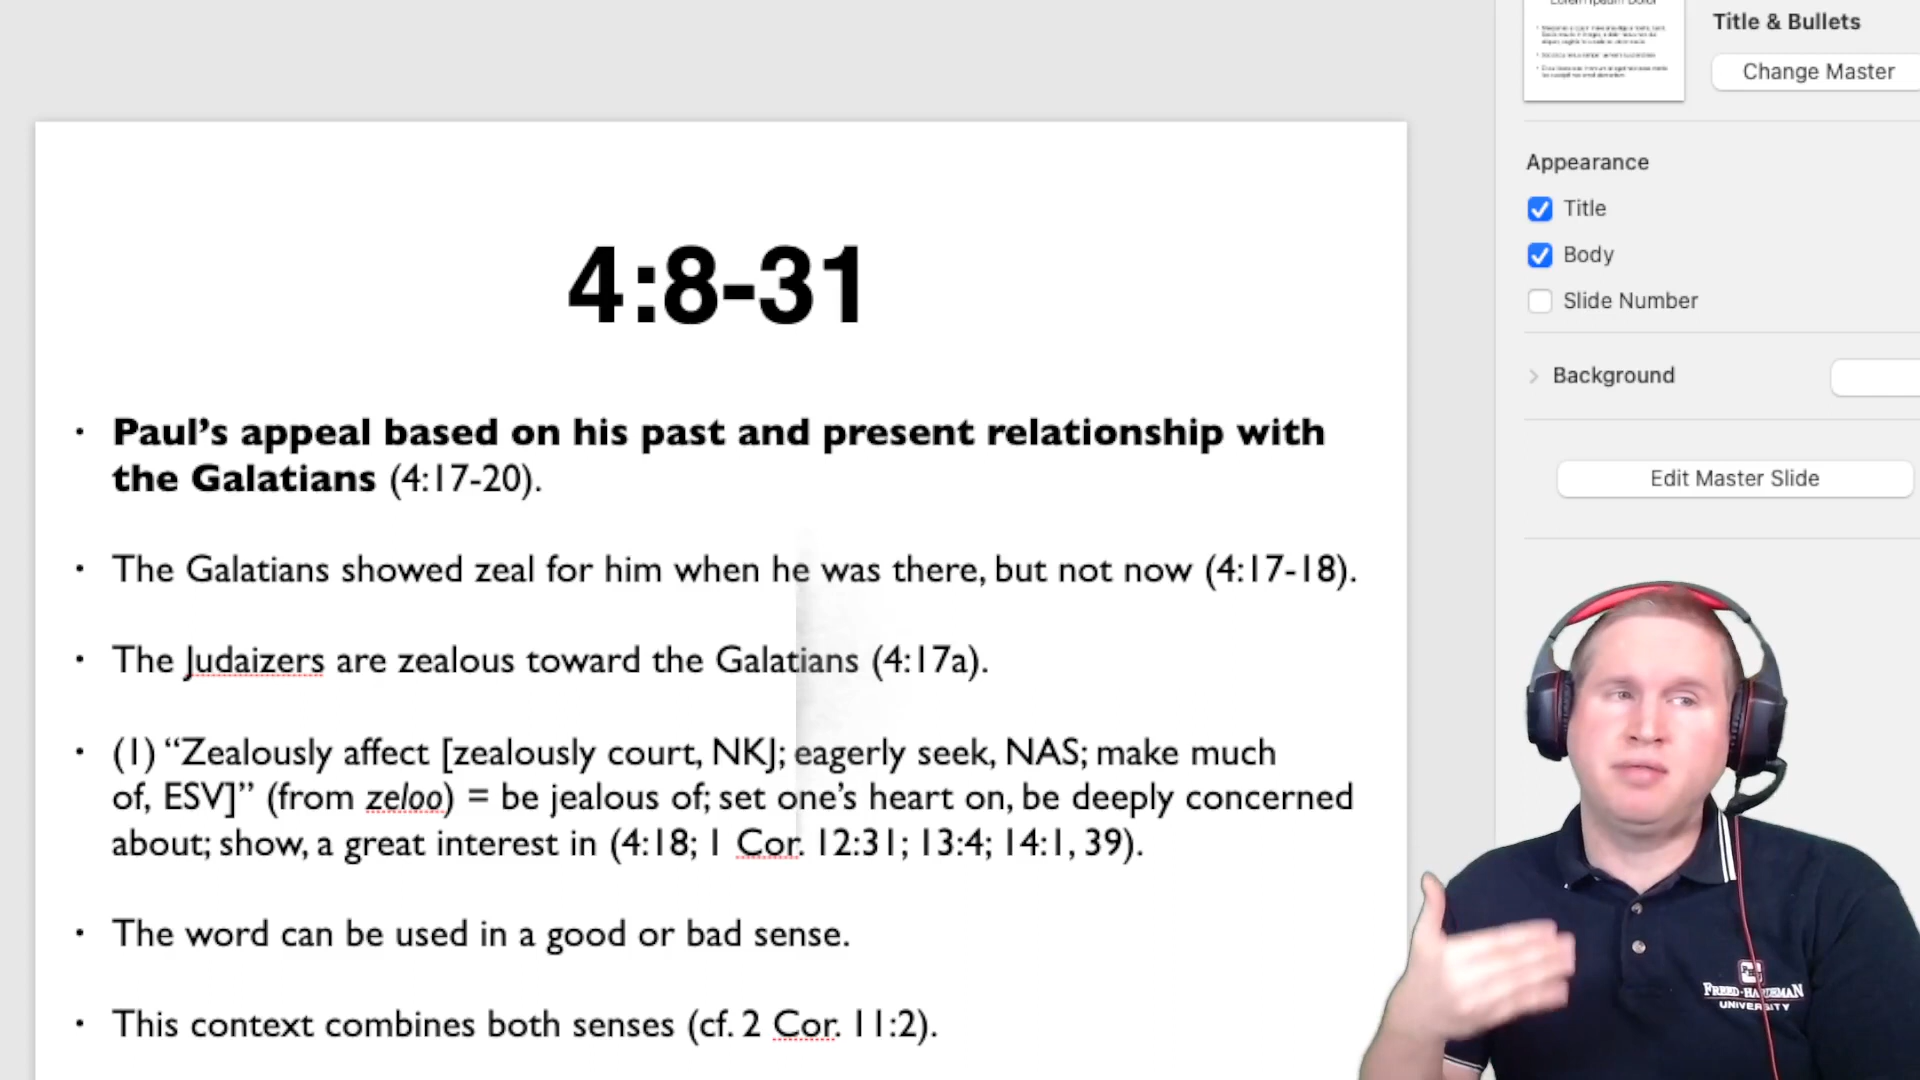 Lorem Ipsum Dolor
Title & Bullets
Change Master
Appearance
Title
Body
Slide Number
Background
Edit Master Slide
4:8-31
• Paul’s appeal based on his past and present relationship with
the Galatians (4:17-20).
• The Galatians showed zeal for him when he was there, but not now (4:17-18).
• The Judaizers are zealous toward the Galatians (4:17a).
• (1) “Zealously affect [zealously court, NKJ; eagerly seek, NAS; make much
of, ESV]” (from zeloo) = be jealous of; set one’s heart on, be deeply concerned
about; show, a great interest in (4:18; 1 Cor. 12:31; 13:4; 14:1, 39).
• The word can be used in a good or bad sense.
• This context combines both senses (cf. 2 Cor. 11:2).
FREED-HARDEMAN
UNIVERSITY